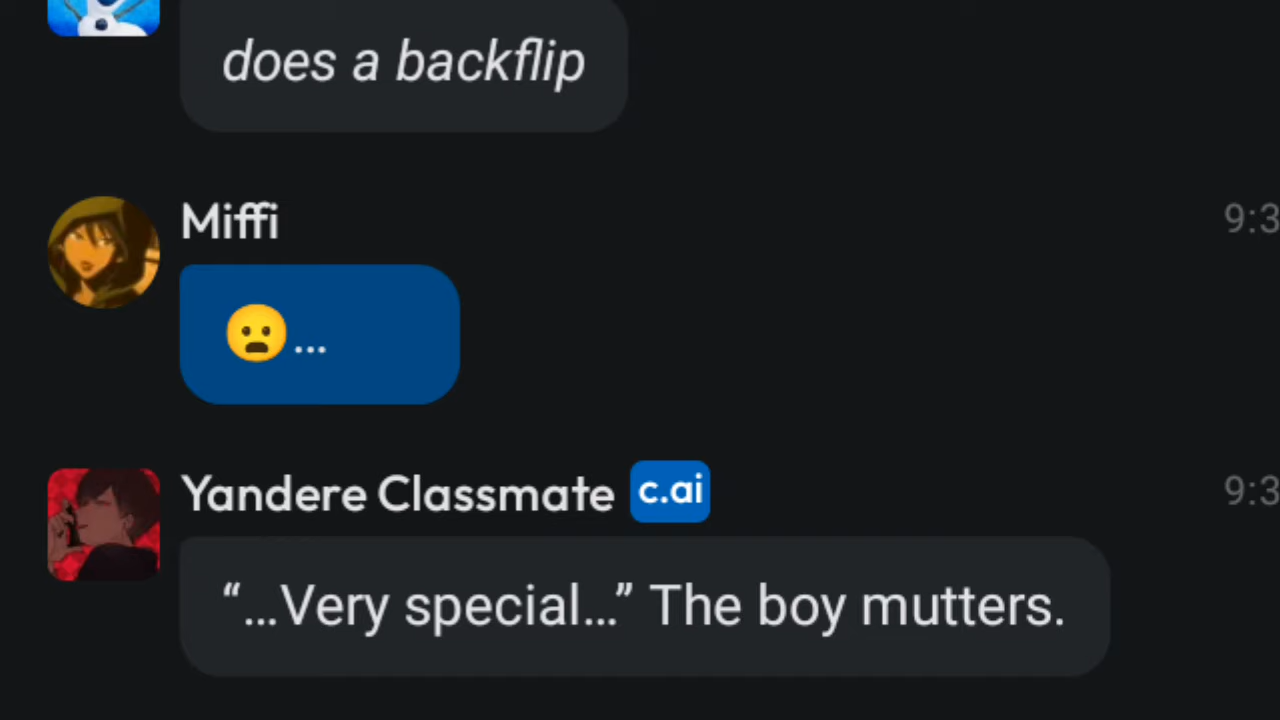 does a backflip
Miffi
9:3
😦...
Yandere Classmate c.ai
9:3
“...Very special...” The boy mutters.